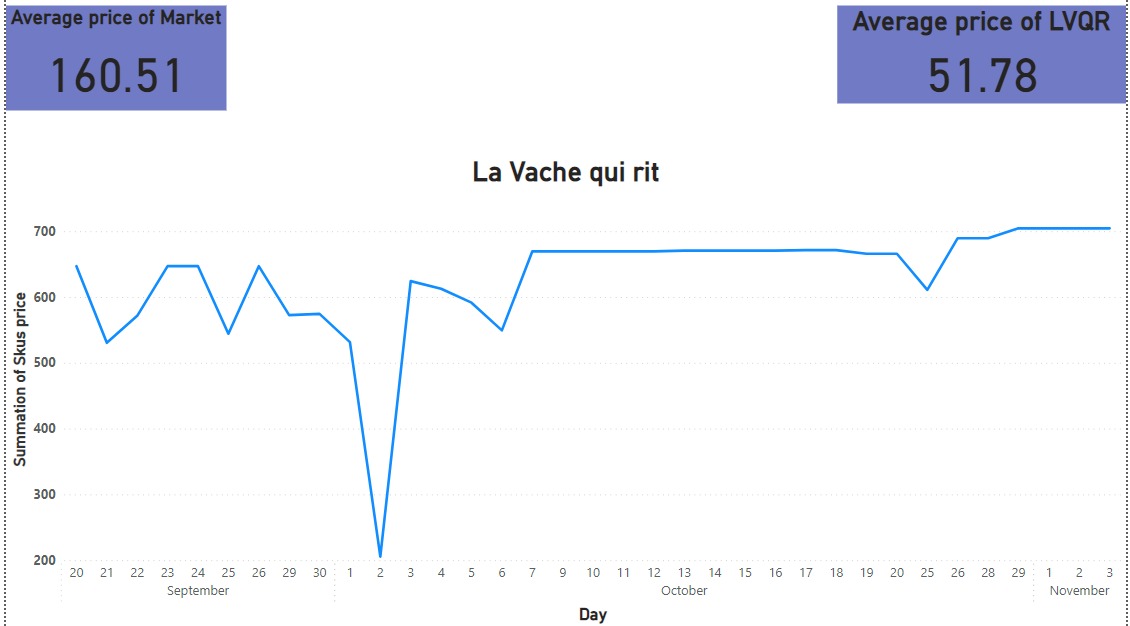 Average price of Market
160.51
Average price of LVQR
51.78
La Vache qui rit
Summation of Skus price
700
600
500
400
300
200
20 21 22 23 24 25 26 29 30 1 2 3 4 5 6 7 9 10 11 12 13 14 15 16 17 18 19 20 25 26 28 29 1 2 3
September October November
Day